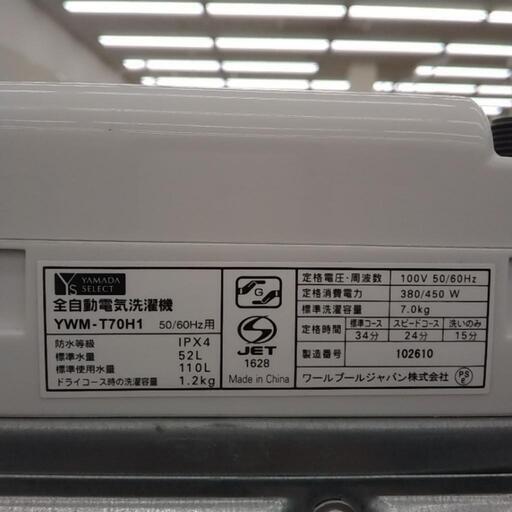 YAMADA
SELECT
全自動電気洗濯機
YWM-T70H1 50/60Hz用
防水等級 IPX4
標準水量 52L
標準使用水量 110L
ドライコース時の洗濯容量 1.2kg
G
JET
1628
Made in China
定格電圧・周波数 100V 50/60Hz
定格消費電力 380/450 W
標準洗濯容量 7.0kg
定格時間 標準コース スピードコース 洗いのみ
34分 24分 15分
製造番号 102610
ワールプールジャパン株式会社
PS
E